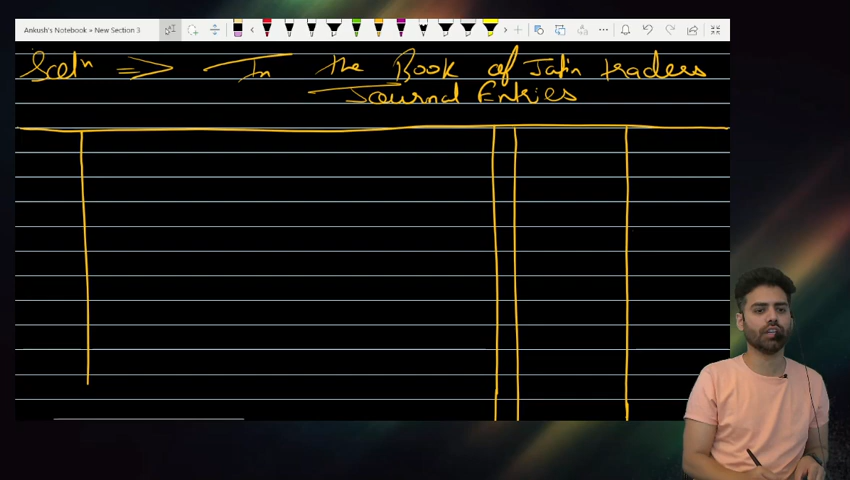 Ankush's Notebook » New Section 3
Solⁿ ⇒ In the Book of Jatin traders
Journal Entries